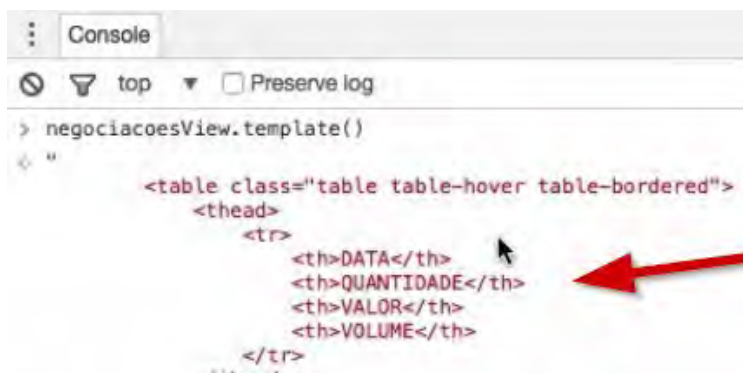 Console
top Preserve log
> negociacoesView.template()
"
<table class="table table-hover table-bordered">
<thead>
<tr>
<th>DATA</th>
<th>QUANTIDADE</th>
<th>VALOR</th>
<th>VOLUME</th>
</tr>